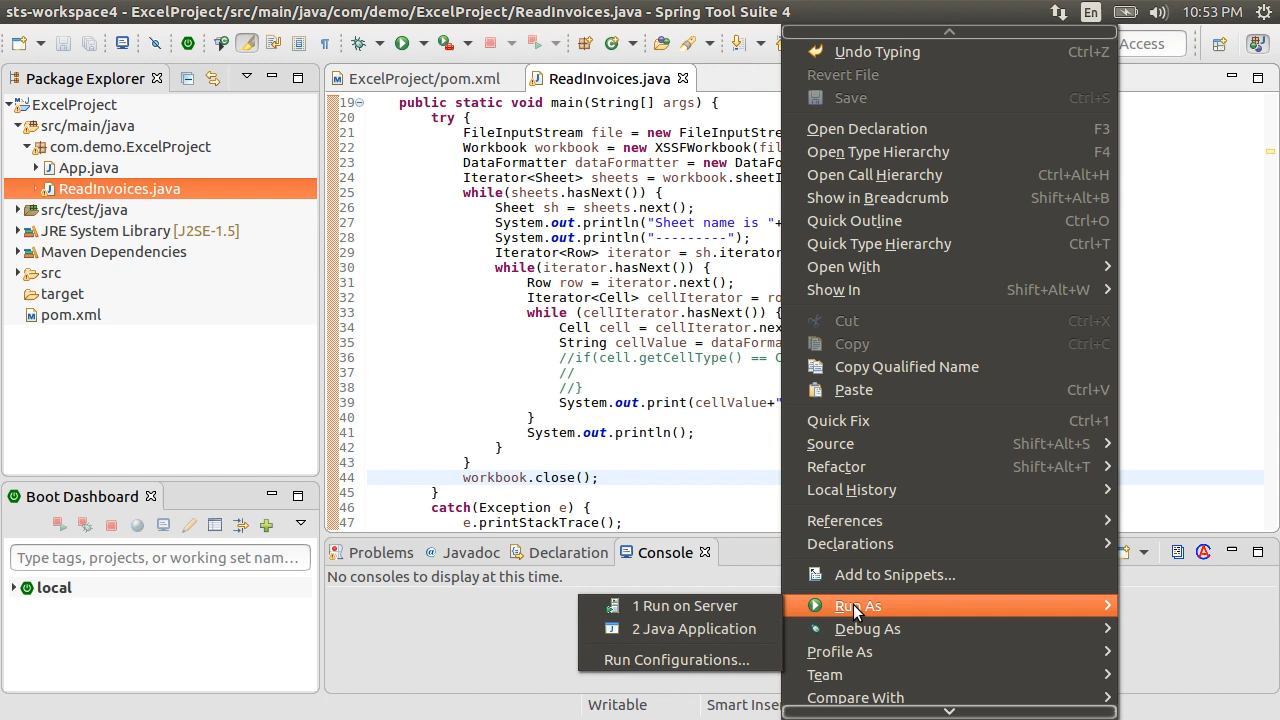 sts-workspace4 - ExcelProject/src/main/java/com/demo/ExcelProject/ReadInvoices.java - Spring Tool Suite 4
En
10:53 PM
Access
Package Explorer
ExcelProject
src/main/java
com.demo.ExcelProject
App.java
ReadInvoices.java
src/test/java
JRE System Library [J2SE-1.5]
Maven Dependencies
src
target
pom.xml
Boot Dashboard
Type tags, projects, or working set nam...
local
ExcelProject/pom.xml
ReadInvoices.java
19 public static void main(String[] args) {
20 try {
21 FileInputStream file = new FileInputStre
22 Workbook workbook = new XSSFWorkbook(fil
23 DataFormatter dataFormatter = new DataFo
24 Iterator<Sheet> sheets = workbook.sheetI
25 while(sheets.hasNext()) {
26 Sheet sh = sheets.next();
27 System.out.println("Sheet name is "+
28 System.out.println("---------");
29 Iterator<Row> iterator = sh.iterator
30 while(iterator.hasNext()) {
31 Row row = iterator.next();
32 Iterator<Cell> cellIterator = ro
33 while (cellIterator.hasNext()) {
34 Cell cell = cellIterator.nex
35 String cellValue = dataForma
36 //if(cell.getCellType() == C
37 //
38 //}
39 System.out.print(cellValue+"
40 }
41 System.out.println();
42 }
43 }
44 workbook.close();
45 }
46 catch(Exception e) {
47 e.printStackTrace();
Problems
Javadoc
Declaration
Console
No consoles to display at this time.
1 Run on Server
2 Java Application
Run Configurations...
Writable
Smart Inser
Undo Typing Ctrl+Z
Revert File
Save Ctrl+S
Open Declaration F3
Open Type Hierarchy F4
Open Call Hierarchy Ctrl+Alt+H
Show in Breadcrumb Shift+Alt+B
Quick Outline Ctrl+O
Quick Type Hierarchy Ctrl+T
Open With
Show In Shift+Alt+W
Cut Ctrl+X
Copy Ctrl+C
Copy Qualified Name
Paste Ctrl+V
Quick Fix Ctrl+1
Source Shift+Alt+S
Refactor Shift+Alt+T
Local History
References
Declarations
Add to Snippets...
Run As
Debug As
Profile As
Team
Compare With